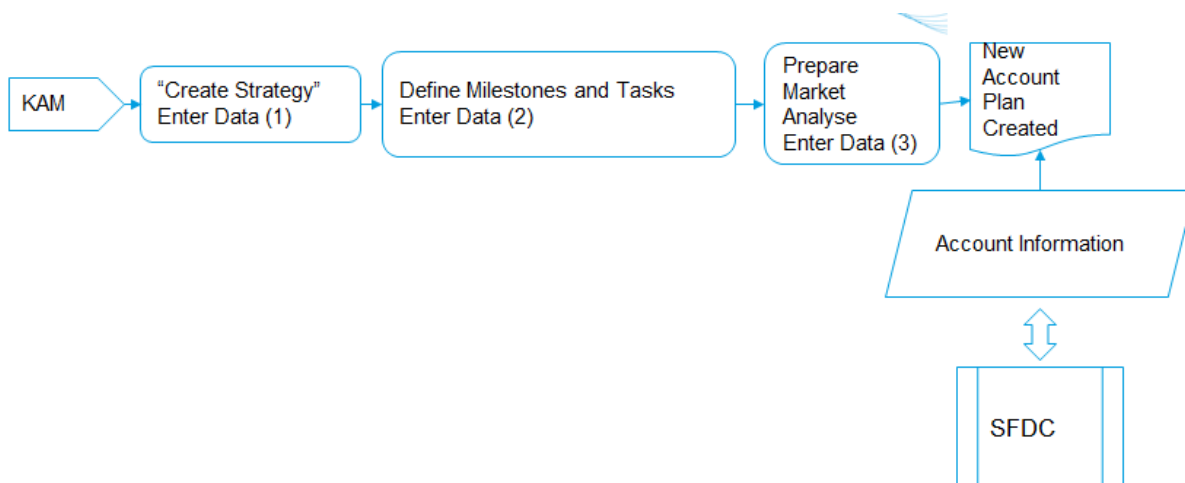 KAM
“Create Strategy”
Enter Data (1)
Define Milestones and Tasks
Enter Data (2)
Prepare
Market
Analyse
Enter Data (3)
New
Account
Plan
Created
Account Information
SFDC